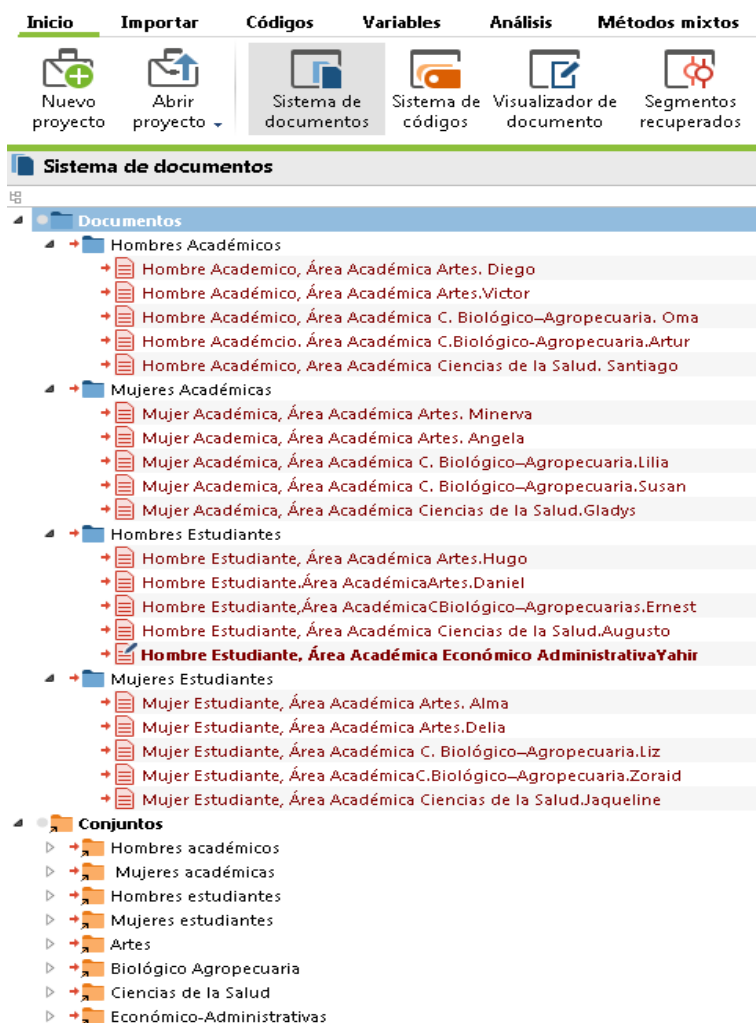 Inicio Importar Códigos Variables Análisis Métodos mixtos
Nuevo proyecto
Abrir proyecto
Sistema de documentos
Sistema de códigos
Visualizador de documento
Segmentos recuperados
Sistema de documentos
Documentos
Hombres Académicos
Hombre Academico, Área Académica Artes. Diego
Hombre Academico, Área Académica Artes.Victor
Hombre Académico, Área Académica C. Biológico–Agropecuaria. Oma
Hombre Académcio. Área Académica C.Biológico-Agropecuaria.Artur
Hombre Académico, Area Académica Ciencias de la Salud. Santiago
Mujeres Académicas
Mujer Académica, Área Académica Artes. Minerva
Mujer Academica, Área Académica Artes. Angela
Mujer Académica, Área Académica C. Biológico–Agropecuaria.Lilia
Mujer Académica, Área Académica C. Biológico–Agropecuaria.Susan
Mujer Académica, Área Académica Ciencias de la Salud.Gladys
Hombres Estudiantes
Hombre Estudiante, Área Académica Artes.Hugo
Hombre Estudiante.Área AcadémicaArtes.Daniel
Hombre Estudiante,Área AcadémicaCBiológico–Agropecuarias.Ernest
Hombre Estudiante, Área Académica Ciencias de la Salud.Augusto
Hombre Estudiante, Área Académica Económico AdministrativaYahir
Mujeres Estudiantes
Mujer Estudiante, Área Académica Artes. Alma
Mujer Estudiante, Área Académica Artes.Delia
Mujer Estudiante, Área Académica C. Biológico–Agropecuaria.Liz
Mujer Estudiante, Área AcadémicaC.Biológico–Agropecuaria.Zoraid
Mujer Estudiante, Área Académica Ciencias de la Salud.Jaqueline
Conjuntos
Hombres académicos
Mujeres académicas
Hombres estudiantes
Mujeres estudiantes
Artes
Biológico Agropecuaria
Ciencias de la Salud
Económico-Administrativas